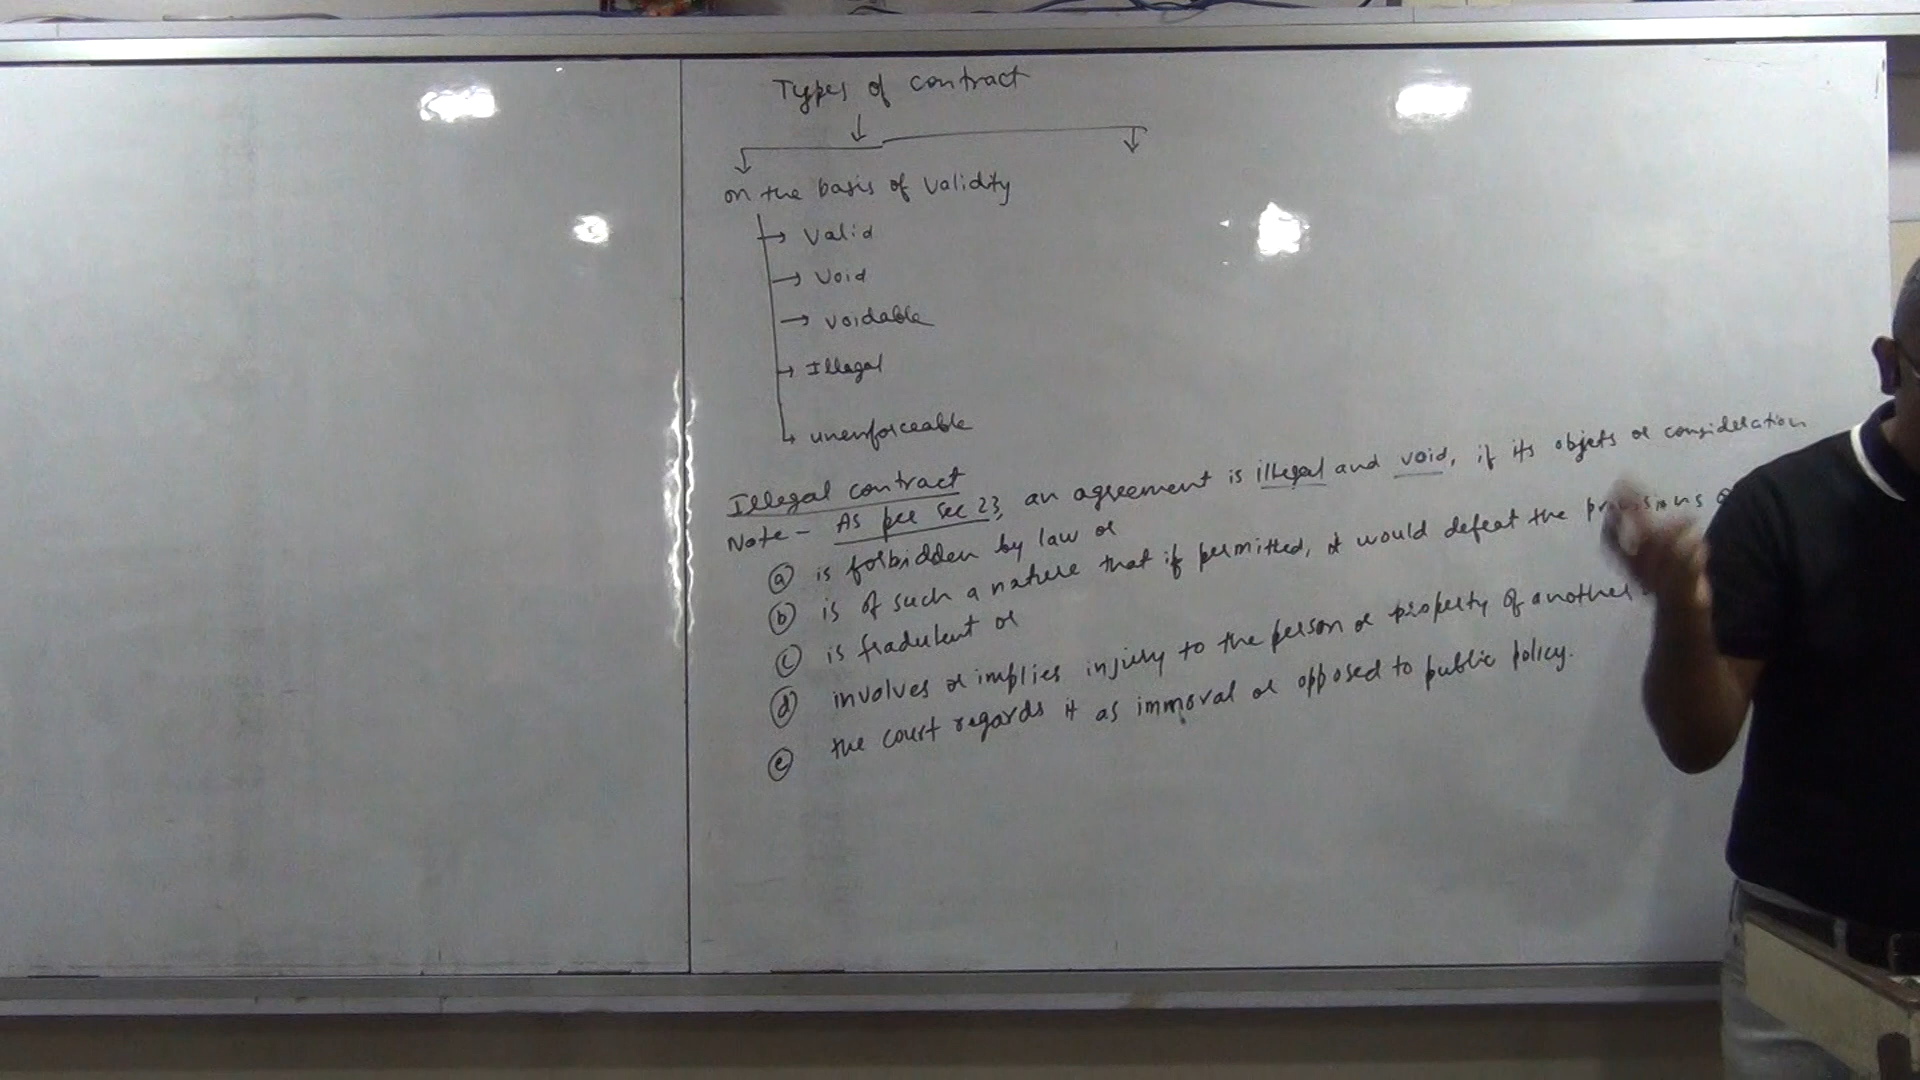 Types of contract
on the basis of validity
Valid
Void
Voidable
Illegal
unenforceable
Illegal contract
Note - As per sec 23, an agreement is illegal and void, if its objets or consideration
(a) is forbidden by law or
(b) is of such a nature that if permitted, it would defeat the provisions
(c) is fradulent or
(d) involves or implies injury to the person or property of another
(e) the court regards it as immoral or opposed to public policy.